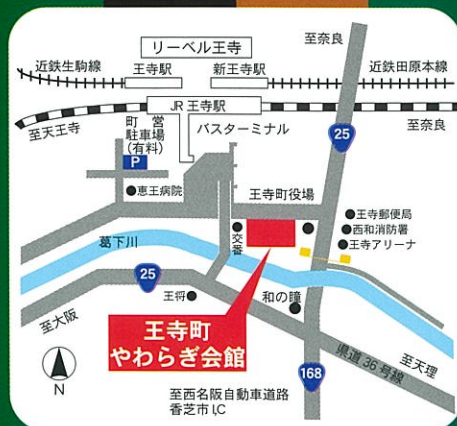 リーベル王寺
至奈良
近鉄生駒線
王寺駅
新王寺駅
近鉄田原本線
JR 王寺駅
至天王寺
バスターミナル
25
至奈良
町営
駐車場
(有料)
P
恵王病院
王寺町役場
王寺郵便局
西和消防署
王寺アリーナ
交番
葛下川
25
王将
和の鐘
至大阪
王寺町
やわらぎ会館
県道36号線
至天理
N
168
至西名阪自動車道路
香芝市I,C